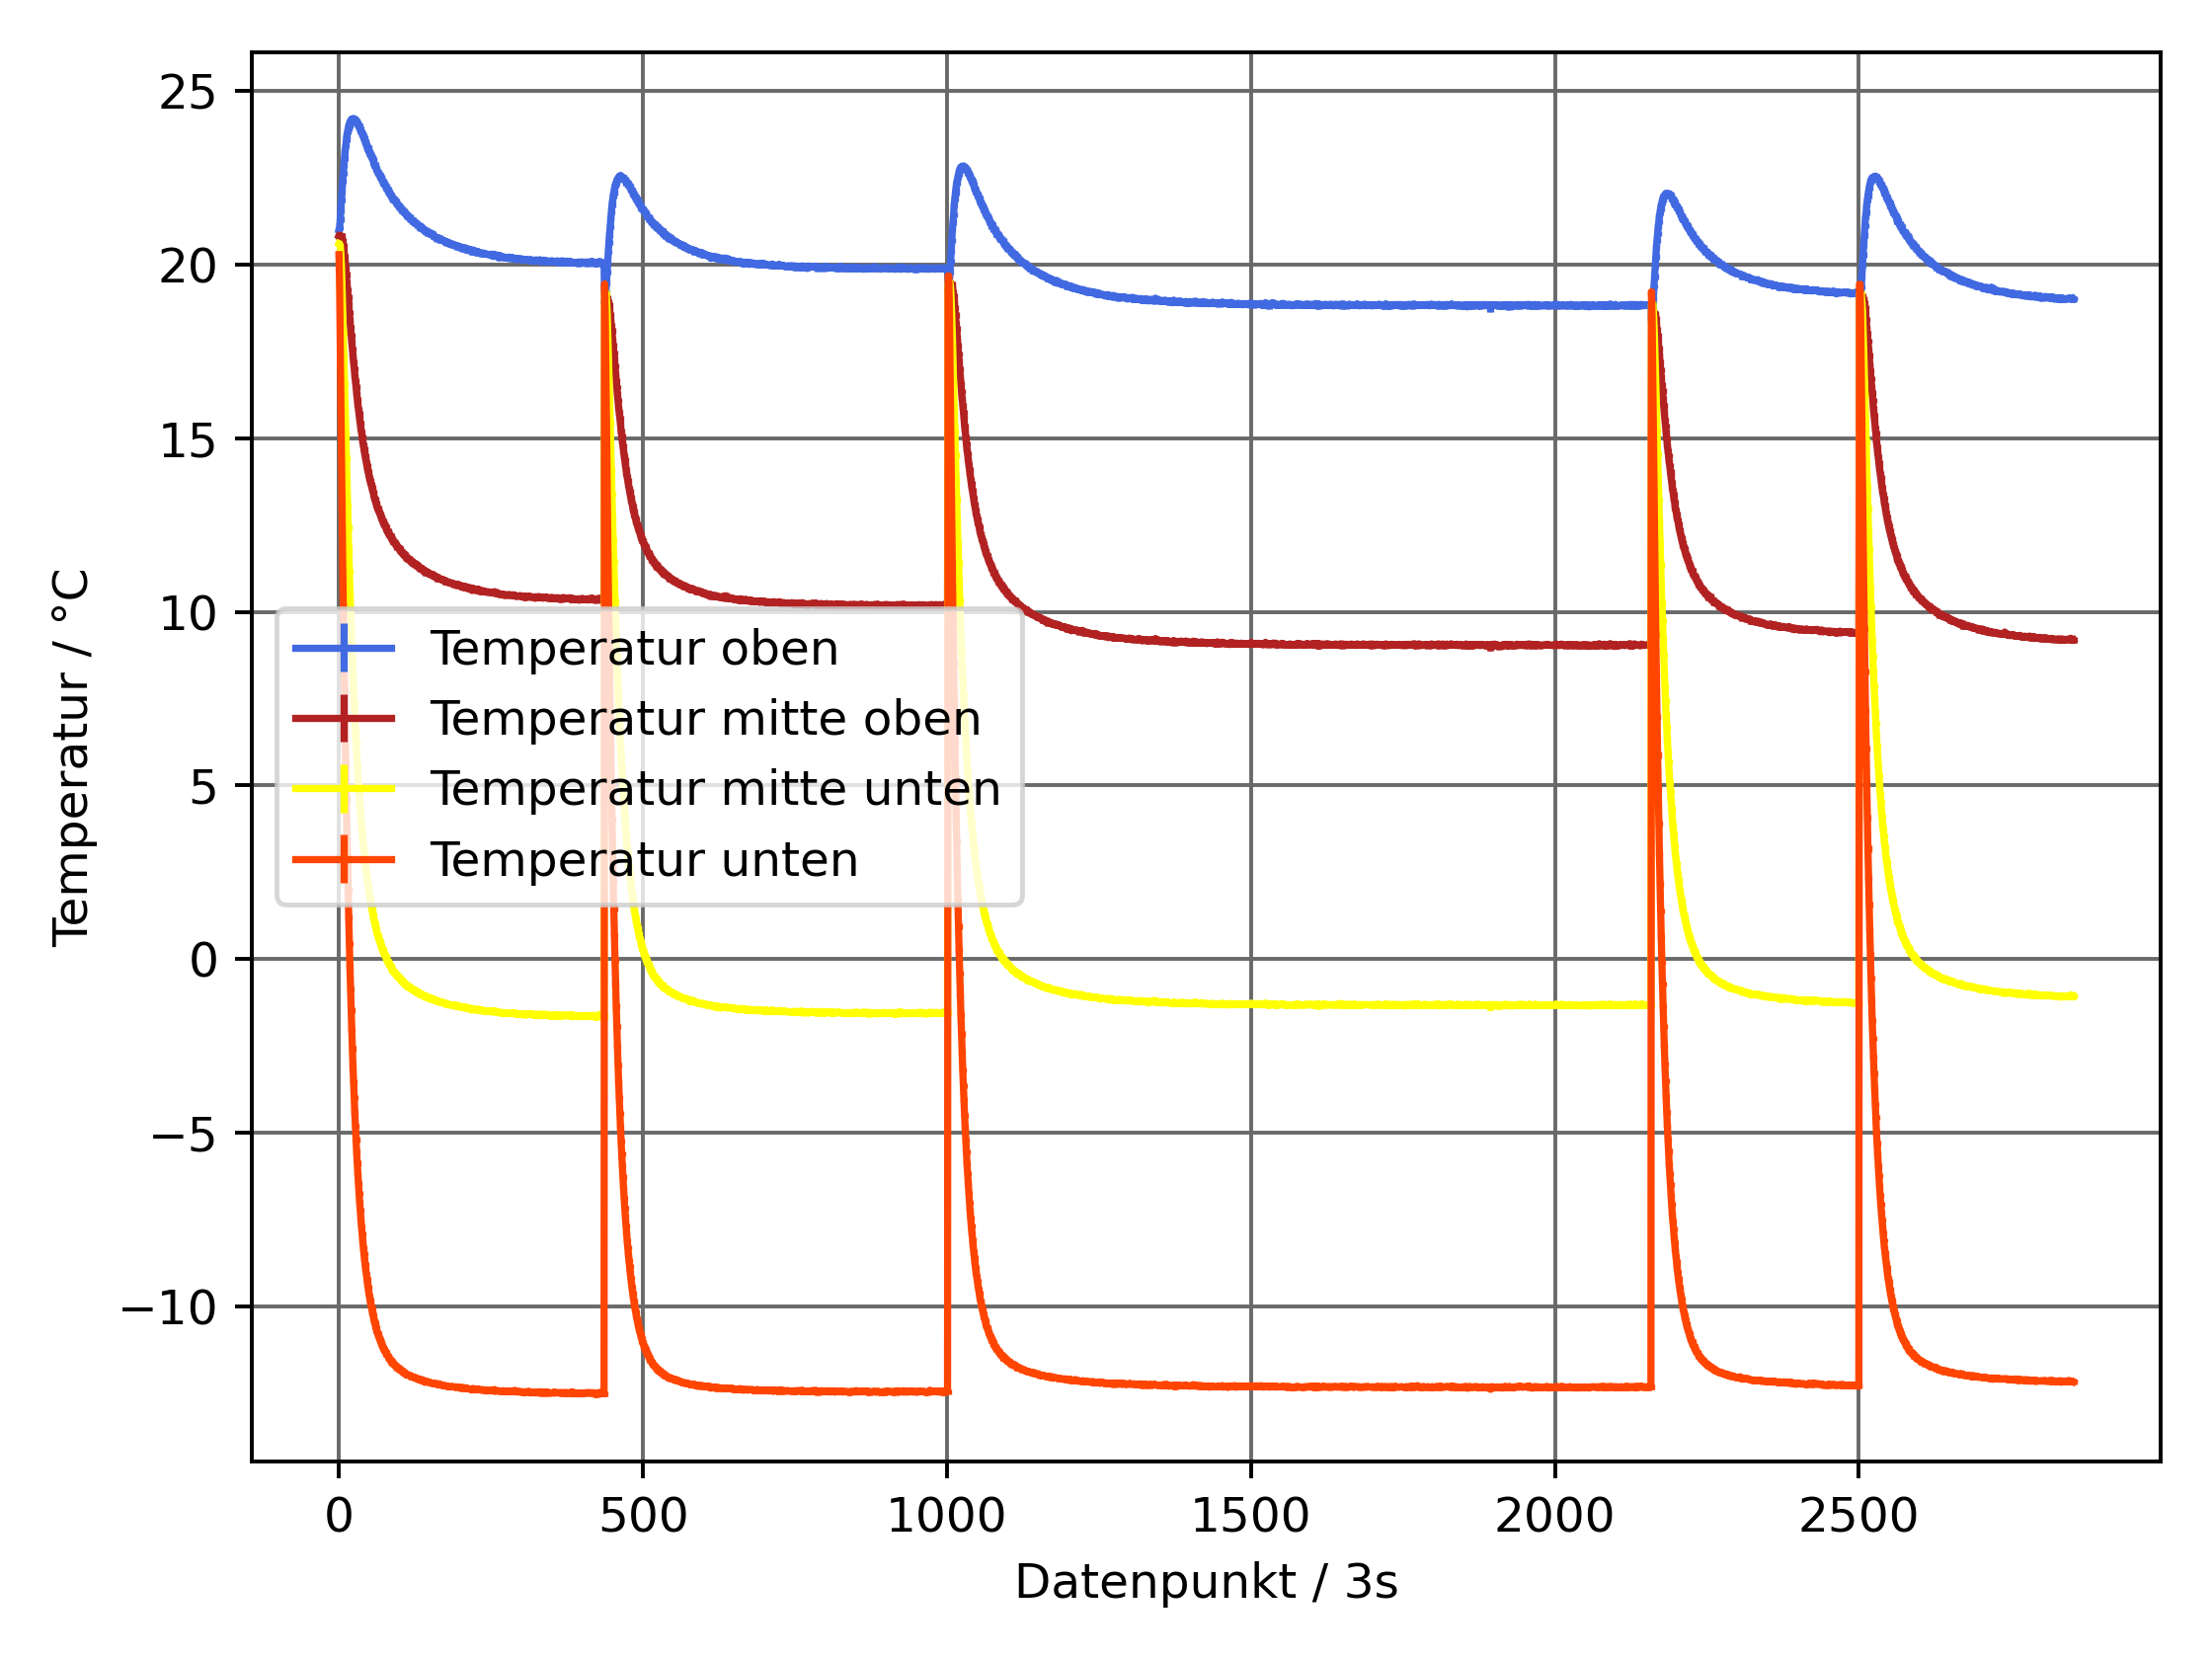 25
20
15
10
5
0
−5
−10
Temperatur / °C
Temperatur oben
Temperatur mitte oben
Temperatur mitte unten
Temperatur unten
0 500 1000 1500 2000 2500
Datenpunkt / 3s